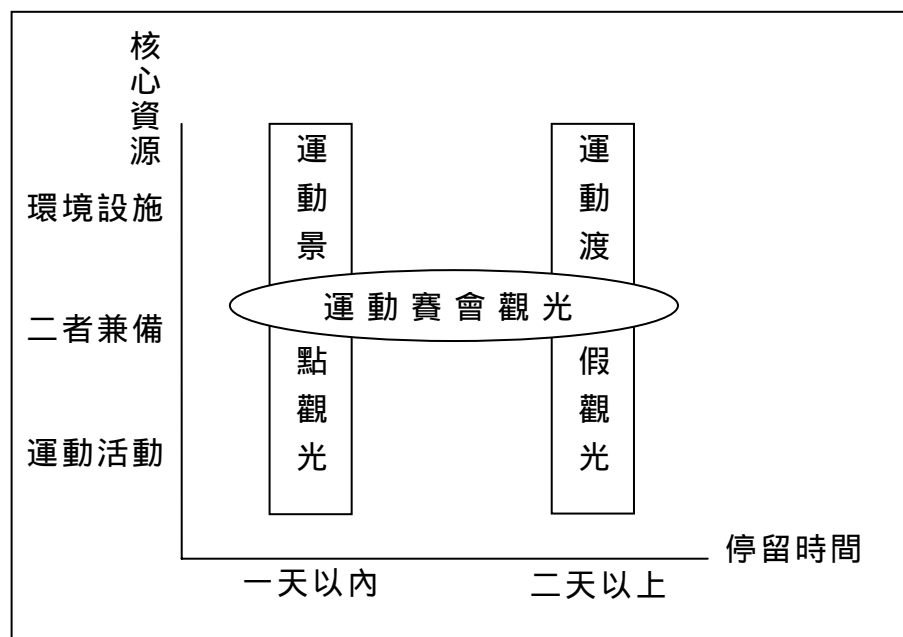 核心資源
環境設施
二者兼備
運動活動
運動景點觀光
運動渡假觀光
運動賽會觀光
停留時間
一天以內
二天以上